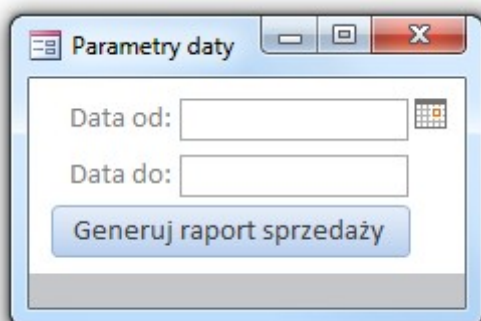 Parametry daty
Data od:
Data do:
Generuj raport sprzedaży